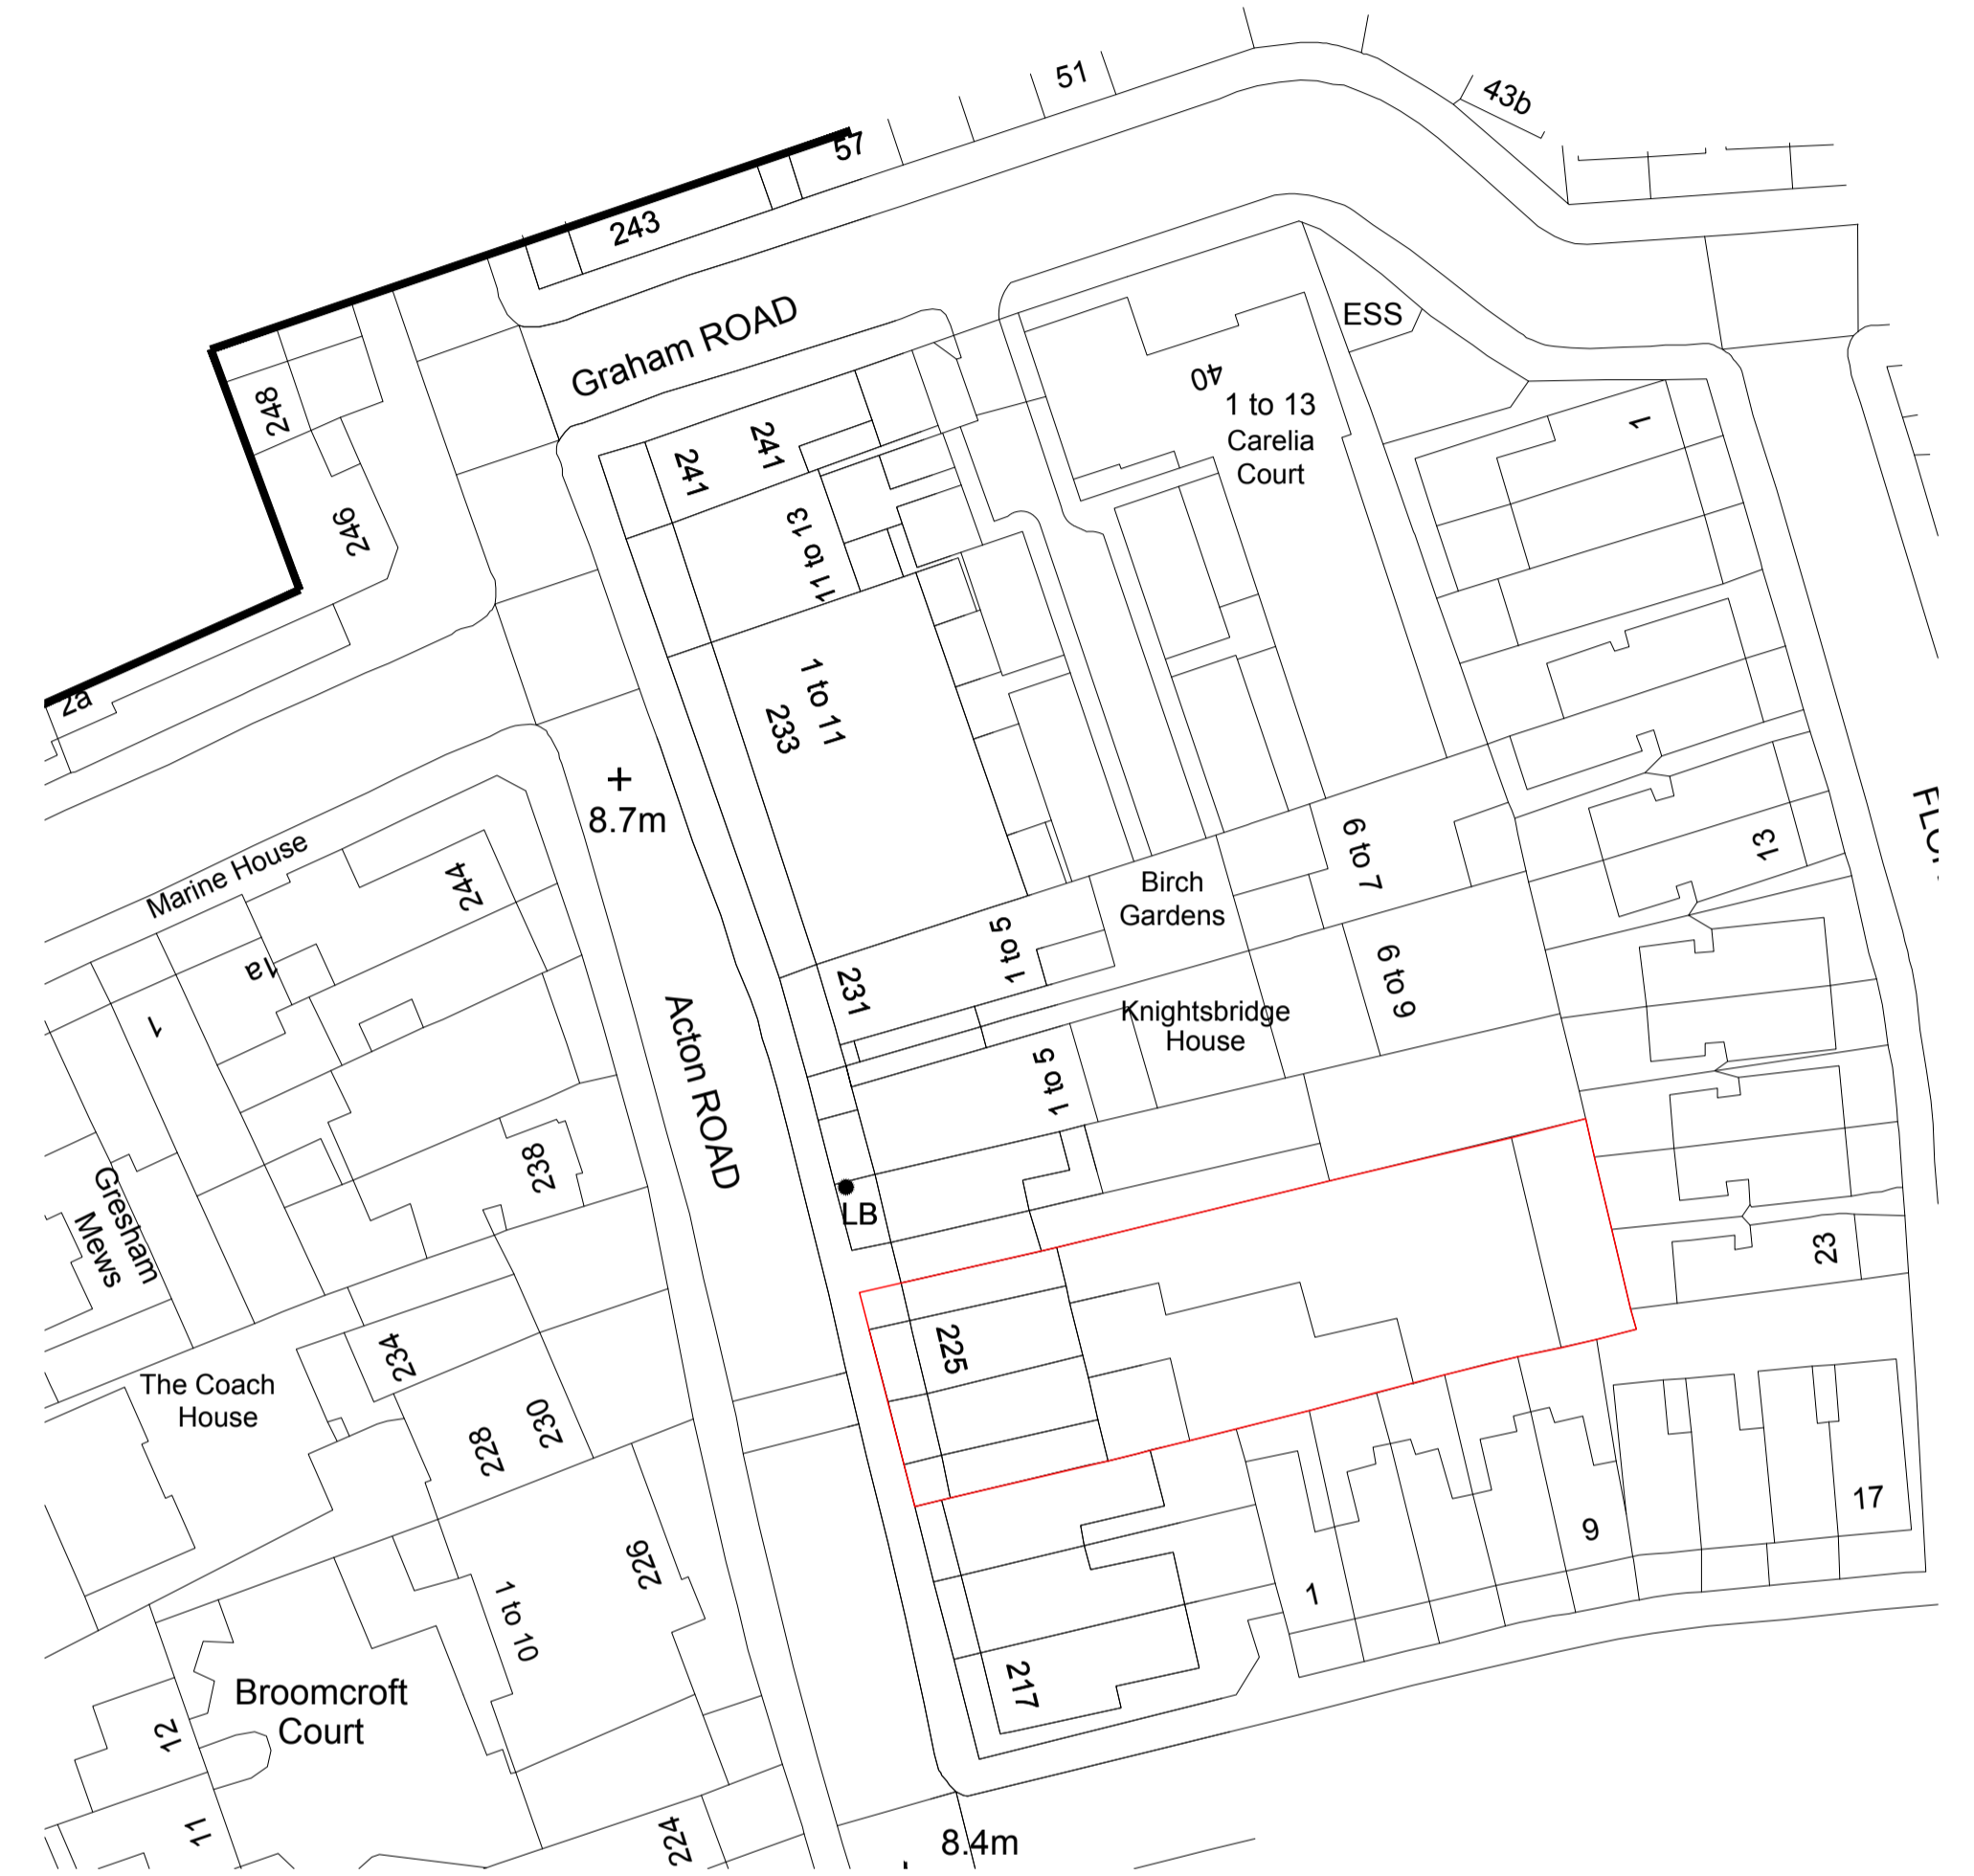 51
43b
57
243
Graham ROAD
ESS
248
40
1 to 13
Carelia
Court
1
241
241
246
11 to 13
2a
1 to 11
233
8.7m
Marine House
244
6 to 7
13
Birch
Gardens
1 to 5
231
1a
1
6 to 9
Knightsbridge
House
Acton ROAD
1 to 5
238
Gresham
Mews
LB
23
225
234
The Coach
House
230
228
17
9
226
1
1 to 10
217
Broomcroft
Court
12
11
224
8.4m